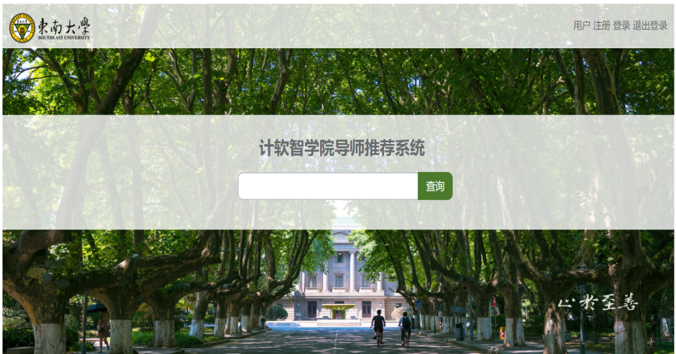 東南大學
SOUTHEAST UNIVERSITY
用户 注册 登录 退出登录
计软智学院导师推荐系统
查询
止於至善